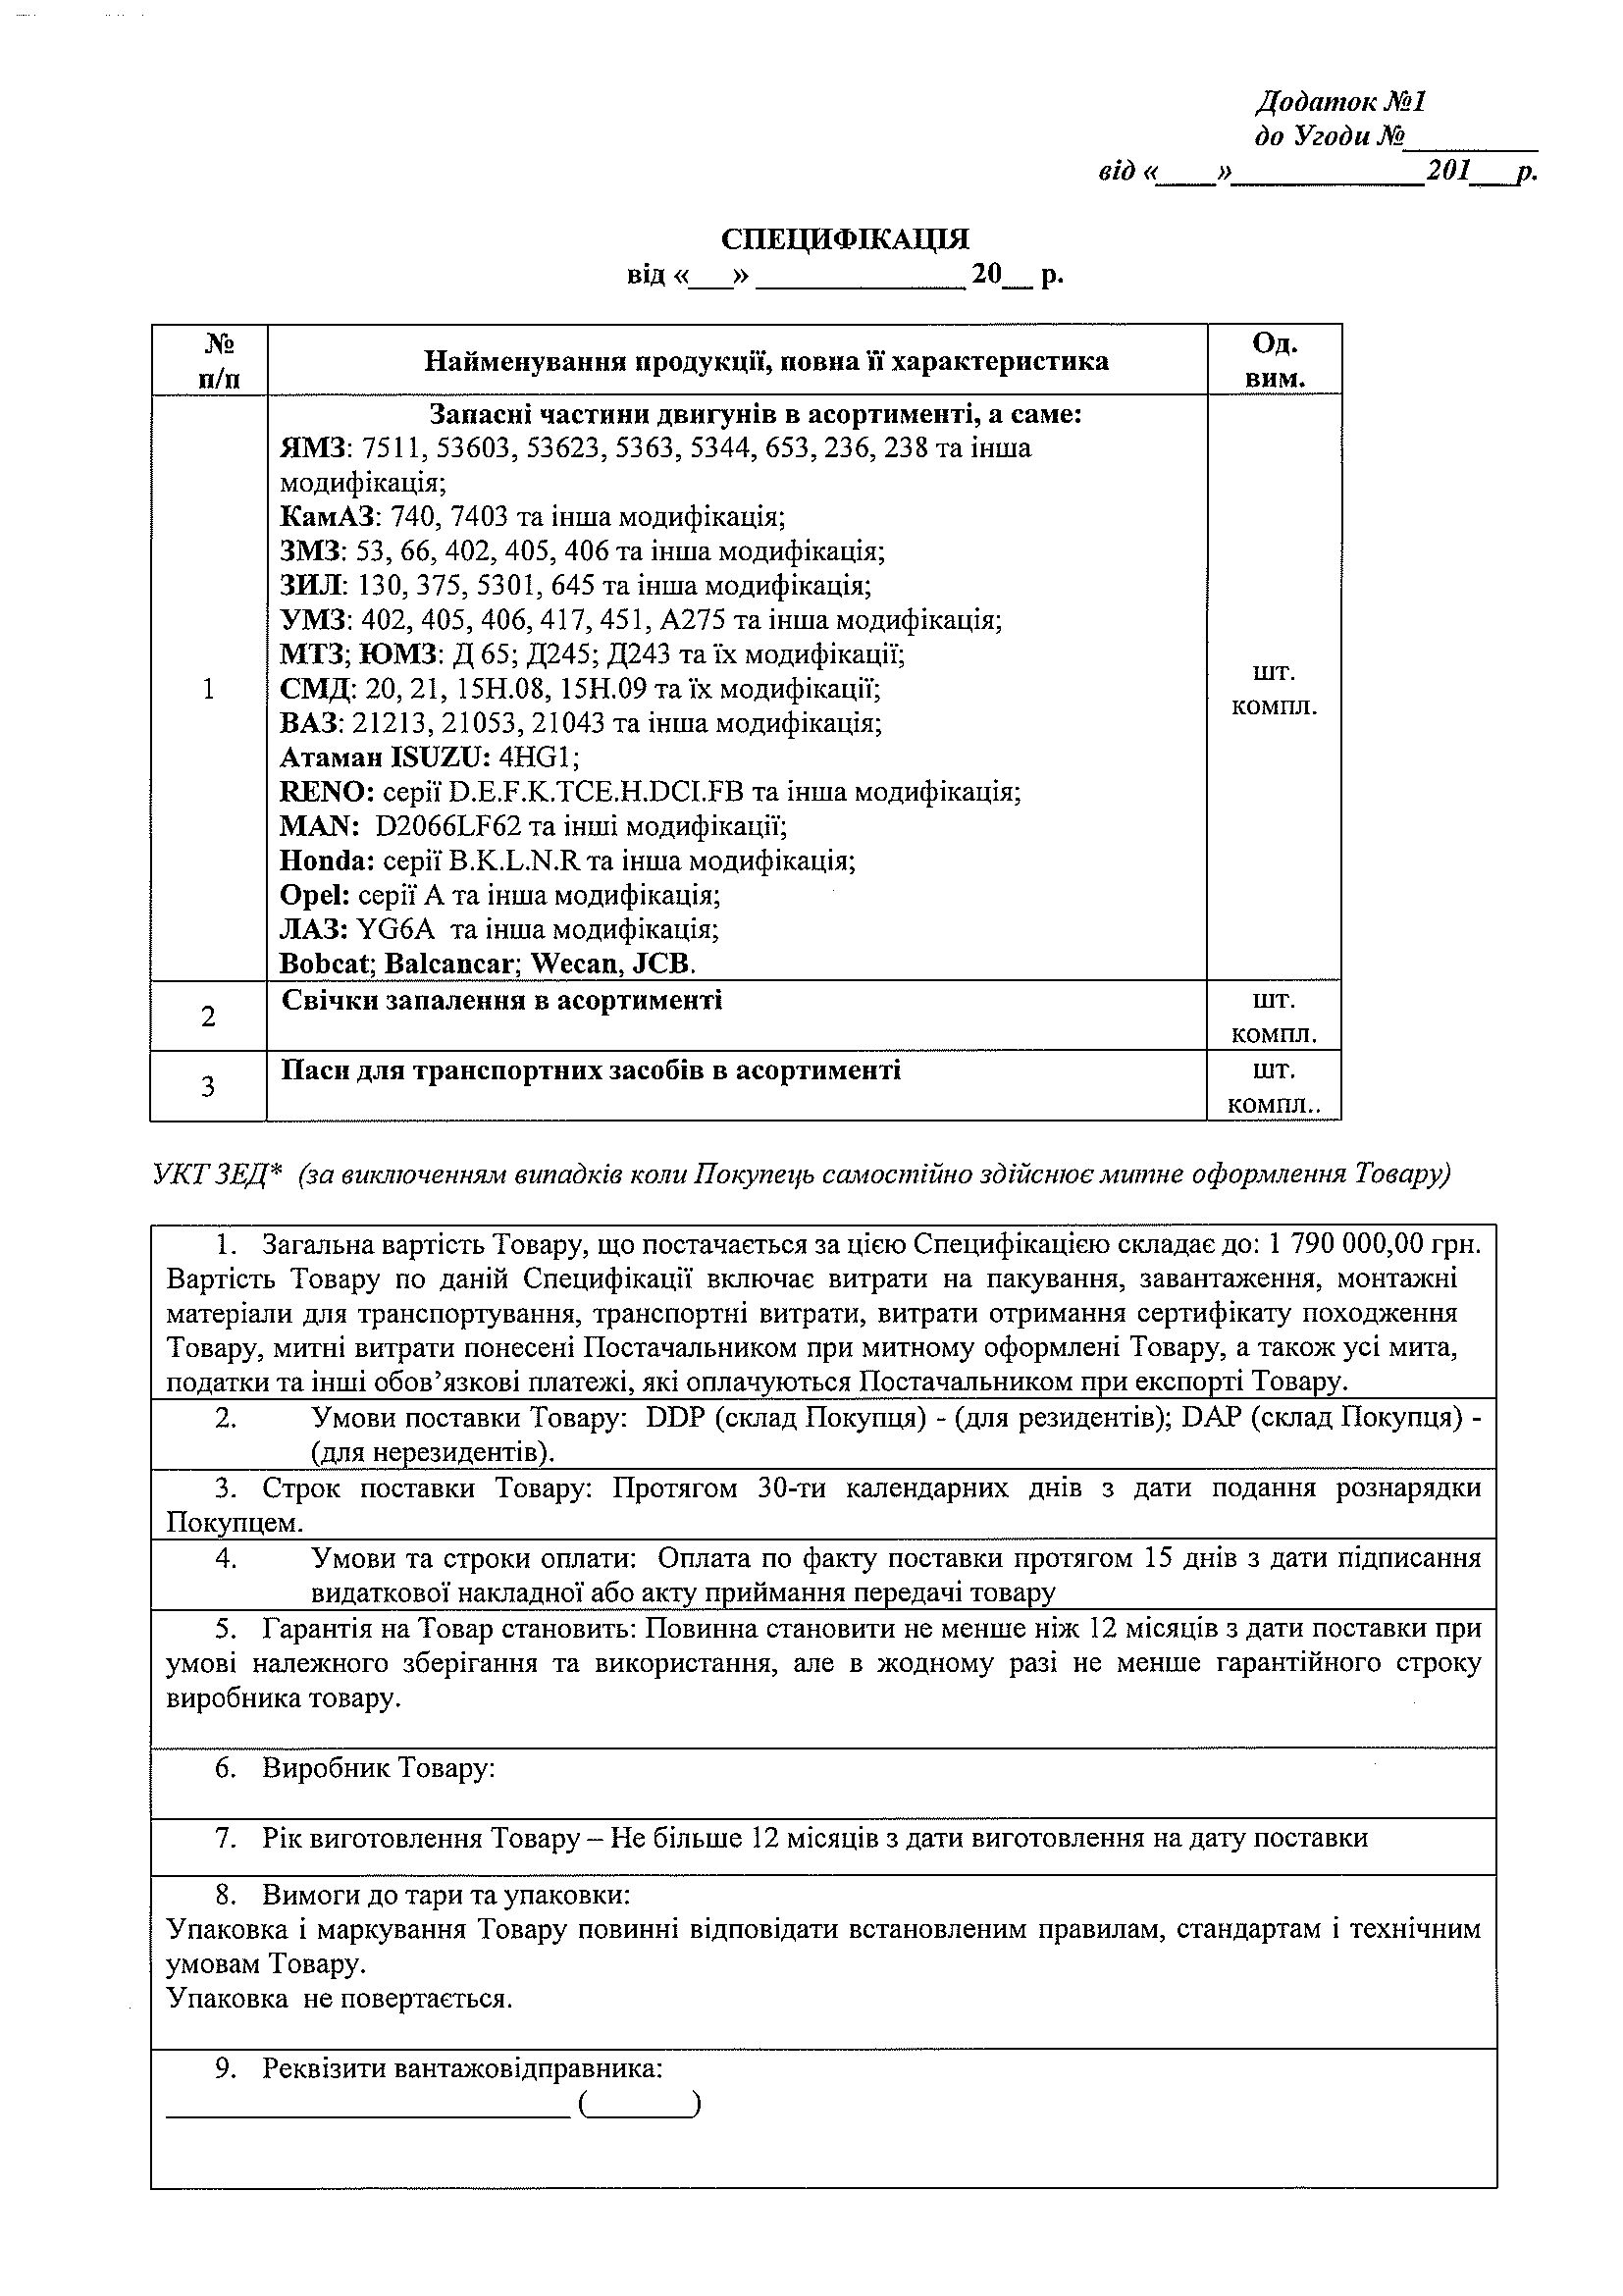 Додаток №1
до Угоди №__________
від «____»______________201___р.
СПЕЦИФІКАЦІЯ
від «___» _______________ 20__ р.
№
п/п
Найменування продукції, повна її характеристика
Од.
вим.
1
Запасні частини двигунів в асортименті, а саме:
ЯМЗ: 7511, 53603, 53623, 5363, 5344, 653, 236, 238 та інша
модифікація;
КамАЗ: 740, 7403 та інша модифікація;
ЗМЗ: 53, 66, 402, 405, 406 та інша модифікація;
ЗИЛ: 130, 375, 5301, 645 та інша модифікація;
УМЗ: 402, 405, 406, 417, 451, А275 та інша модифікація;
МТЗ; ЮМЗ: Д 65; Д245; Д243 та їх модифікації;
СМД: 20, 21, 15Н.08, 15Н.09 та їх модифікації;
ВАЗ: 21213, 21053, 21043 та інша модифікація;
Атаман ISUZU: 4HG1;
RENO: серії D.E.F.K.TCE.H.DCI.FB та інша модифікація;
MAN: D2066LF62 та інші модифікації;
Honda: серії B.K.L.N.R та інша модифікація;
Opel: серії А та інша модифікація;
ЛАЗ: YG6A та інша модифікація;
Bobcat; Balcancar; Wecan, JCB.
шт.
компл.
2
Свічки запалення в асортименті
шт.
компл.
3
Паси для транспортних засобів в асортименті
шт.
компл..
УКТ ЗЕД* (за виключенням випадків коли Покупець самостійно здійснює митне оформлення Товару)
1. Загальна вартість Товару, що постачається за цією Специфікацією складає до: 1 790 000,00 грн.
Вартість Товару по даній Специфікації включає витрати на пакування, завантаження, монтажні
матеріали для транспортування, транспортні витрати, витрати отримання сертифікату походження
Товару, митні витрати понесені Постачальником при митному оформлені Товару, а також усі мита,
податки та інші обов’язкові платежі, які оплачуються Постачальником при експорті Товару.
2. Умови поставки Товару: DDP (склад Покупця) - (для резидентів); DAP (склад Покупця) -
(для нерезидентів).
3. Строк поставки Товару: Протягом 30-ти календарних днів з дати подання рознарядки
Покупцем.
4. Умови та строки оплати: Оплата по факту поставки протягом 15 днів з дати підписання
видаткової накладної або акту приймання передачі товару
5. Гарантія на Товар становить: Повинна становити не менше ніж 12 місяців з дати поставки при
умові належного зберігання та використання, але в жодному разі не менше гарантійного строку
виробника товару.
6. Виробник Товару:
7. Рік виготовлення Товару – Не більше 12 місяців з дати виготовлення на дату поставки
8. Вимоги до тари та упаковки:
Упаковка і маркування Товару повинні відповідати встановленим правилам, стандартам і технічним
умовам Товару.
Упаковка не повертається.
9. Реквізити вантажовідправника:
___________________________ (_______)